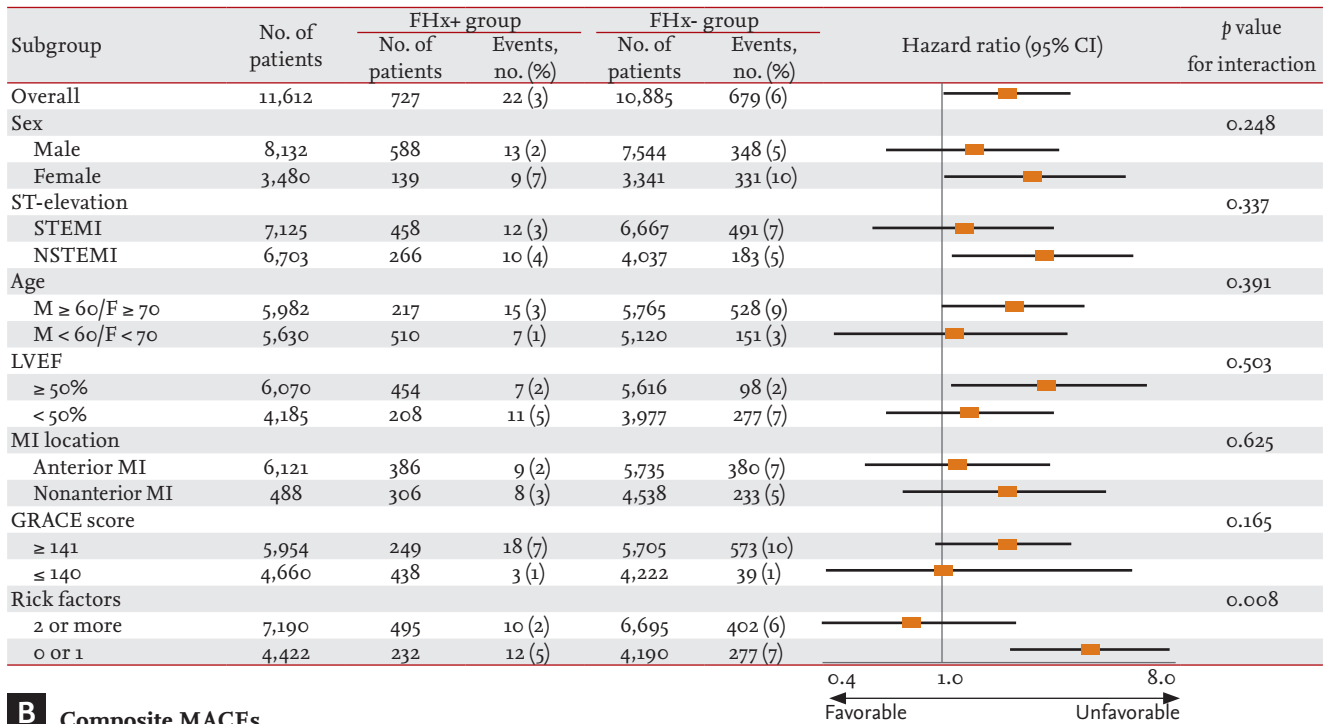 Subgroup No. of patients FHx+ group FHx- group Hazard ratio (95% CI) p value for interaction
No. of patients Events, no. (%) No. of patients Events, no. (%)
Overall 11,612 727 22 (3) 10,885 679 (6)
Sex 0.248
Male 8,132 588 13 (2) 7,544 348 (5)
Female 3,480 139 9 (7) 3,341 331 (10)
ST-elevation 0.337
STEMI 7,125 458 12 (3) 6,667 491 (7)
NSTEMI 6,703 266 10 (4) 4,037 183 (5)
Age 0.391
M ≥ 60/F ≥ 70 5,982 217 15 (3) 5,765 528 (9)
M < 60/F < 70 5,630 510 7 (1) 5,120 151 (3)
LVEF 0.503
≥ 50% 6,070 454 7 (2) 5,616 98 (2)
< 50% 4,185 208 11 (5) 3,977 277 (7)
MI location 0.625
Anterior MI 6,121 386 9 (2) 5,735 380 (7)
Nonanterior MI 488 306 8 (3) 4,538 233 (5)
GRACE score 0.165
≥ 141 5,954 249 18 (7) 5,705 573 (10)
≤ 140 4,660 438 3 (1) 4,222 39 (1)
Rick factors 0.008
2 or more 7,190 495 10 (2) 6,695 402 (6)
0 or 1 4,422 232 12 (5) 4,190 277 (7)
0.4 1.0 8.0
Favorable Unfavorable
B Composite MACEs